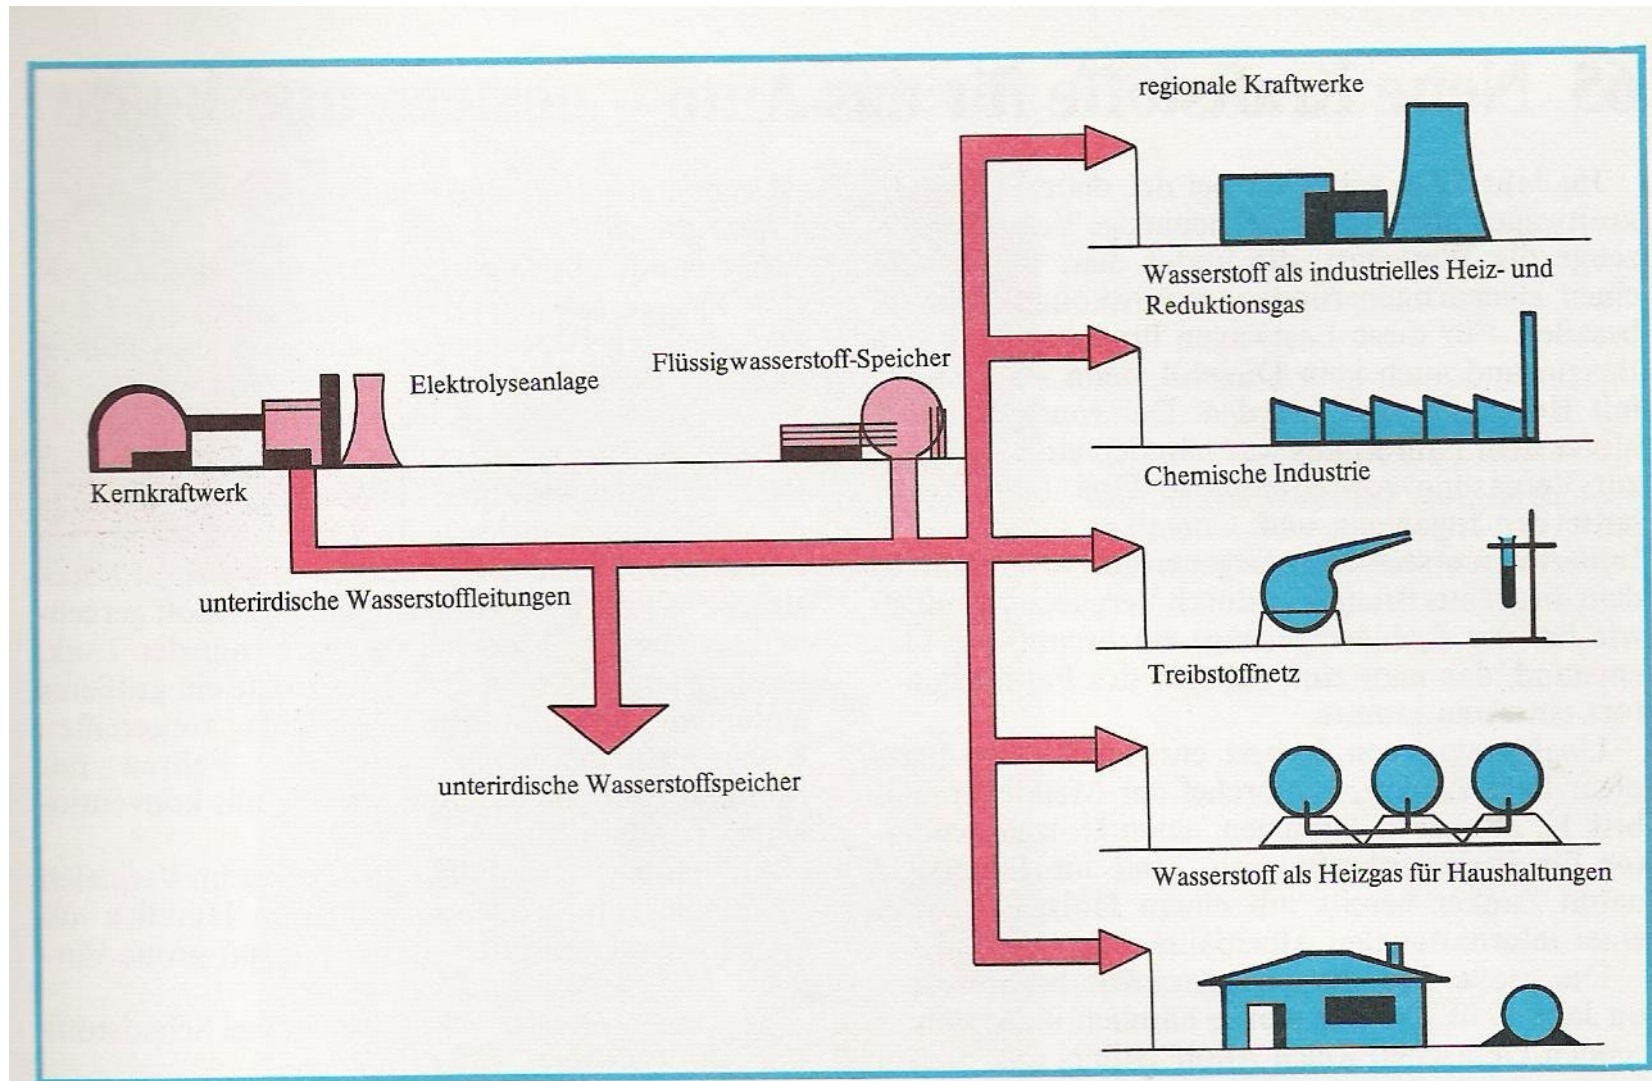 regionale Kraftwerke
Wasserstoff als industrielles Heiz- und
Reduktionsgas
Flüssigwasserstoff-Speicher
Elektrolyseanlage
Kernkraftwerk
Chemische Industrie
unterirdische Wasserstoffleitungen
Treibstoffnetz
unterirdische Wasserstoffspeicher
Wasserstoff als Heizgas für Haushaltungen